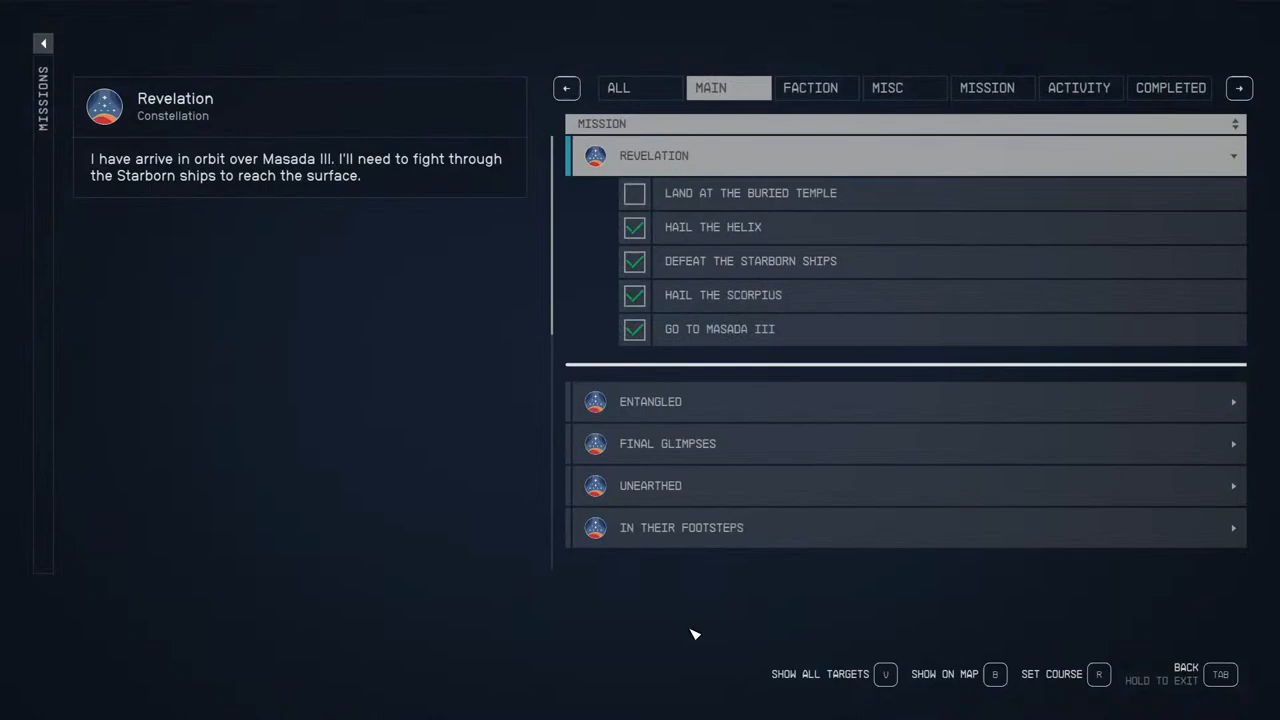 MISSIONS
Revelation
Constellation
I have arrive in orbit over Masada III. I'll need to fight through
the Starborn ships to reach the surface.
ALL
MAIN
FACTION
MISC
MISSION
ACTIVITY
COMPLETED
MISSION
REVELATION
LAND AT THE BURIED TEMPLE
HAIL THE HELIX
DEFEAT THE STARBORN SHIPS
HAIL THE SCORPIUS
GO TO MASADA III
ENTANGLED
FINAL GLIMPSES
UNEARTHED
IN THEIR FOOTSTEPS
SHOW ALL TARGETS V
SHOW ON MAP B
SET COURSE R
BACK
HOLD TO EXIT
TAB